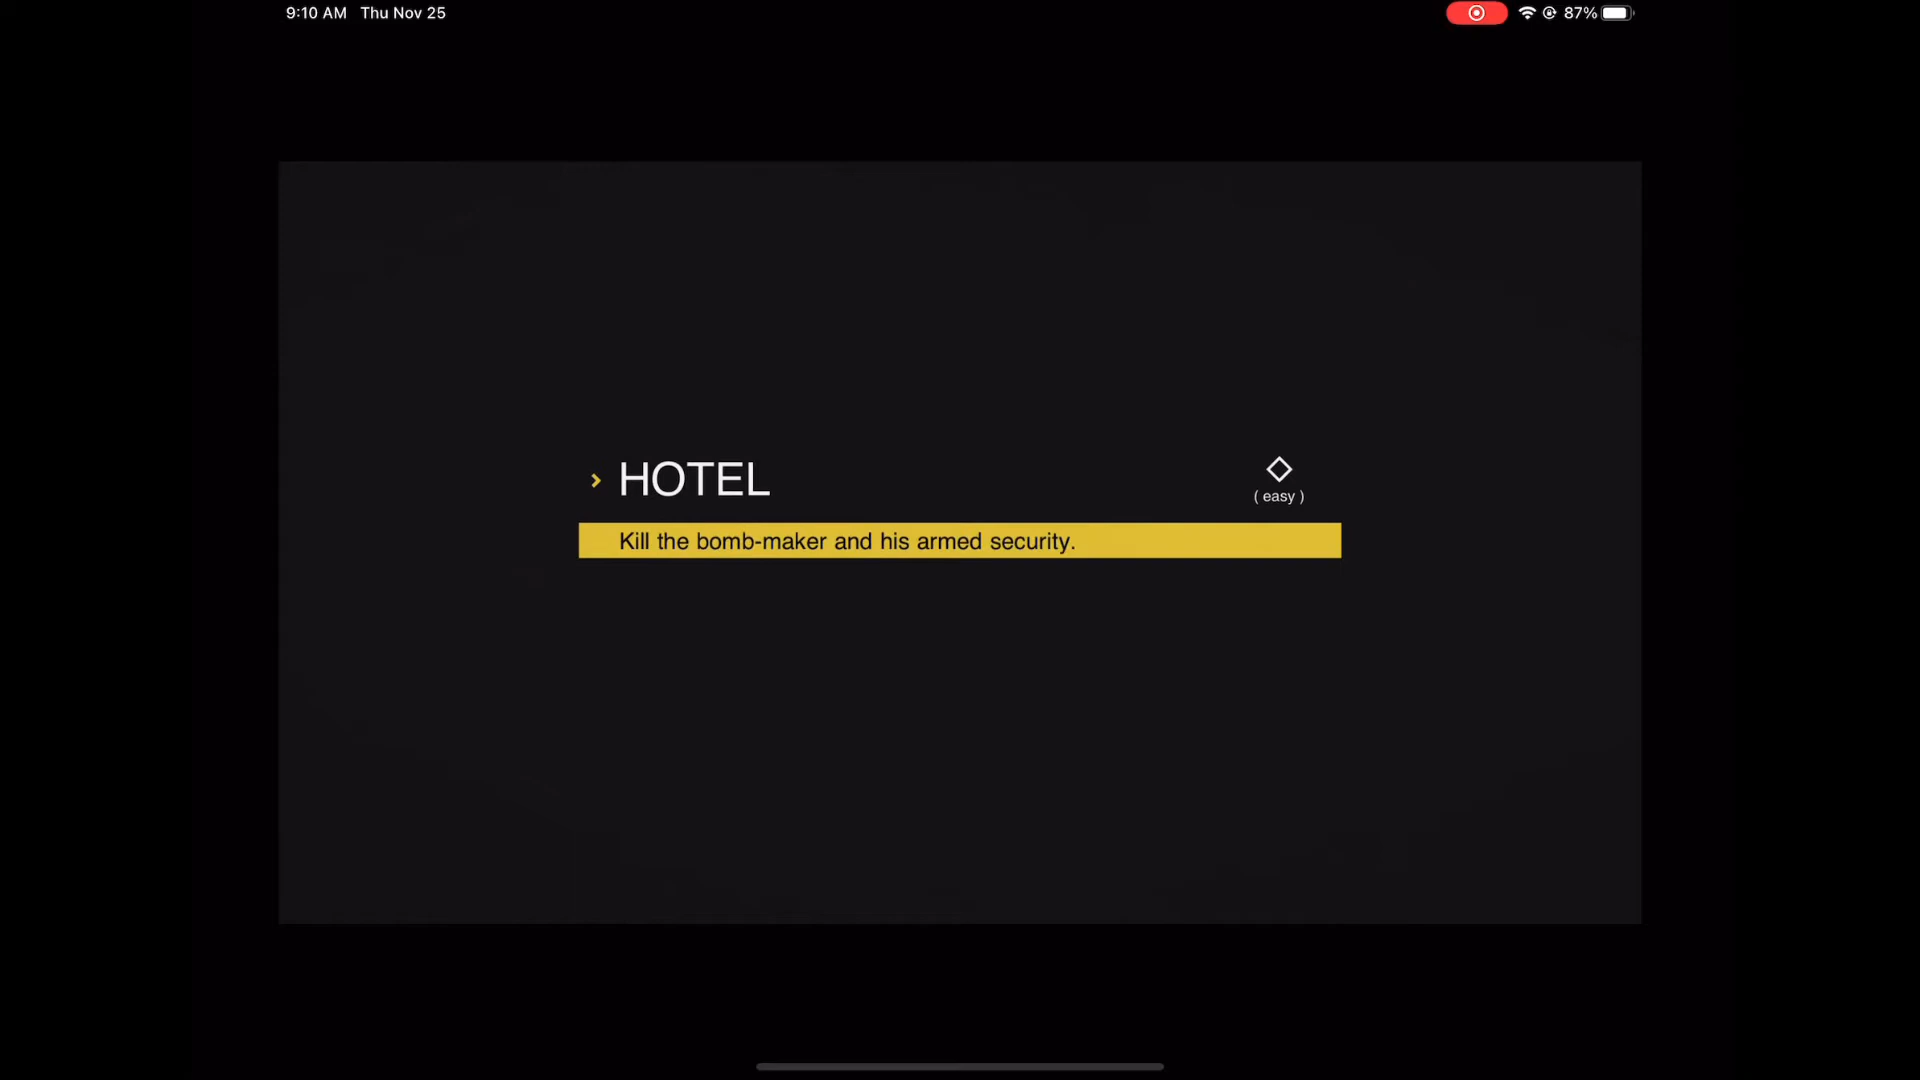 9:10 AM Thu Nov 25
87%
HOTEL
( easy )
Kill the bomb-maker and his armed security.